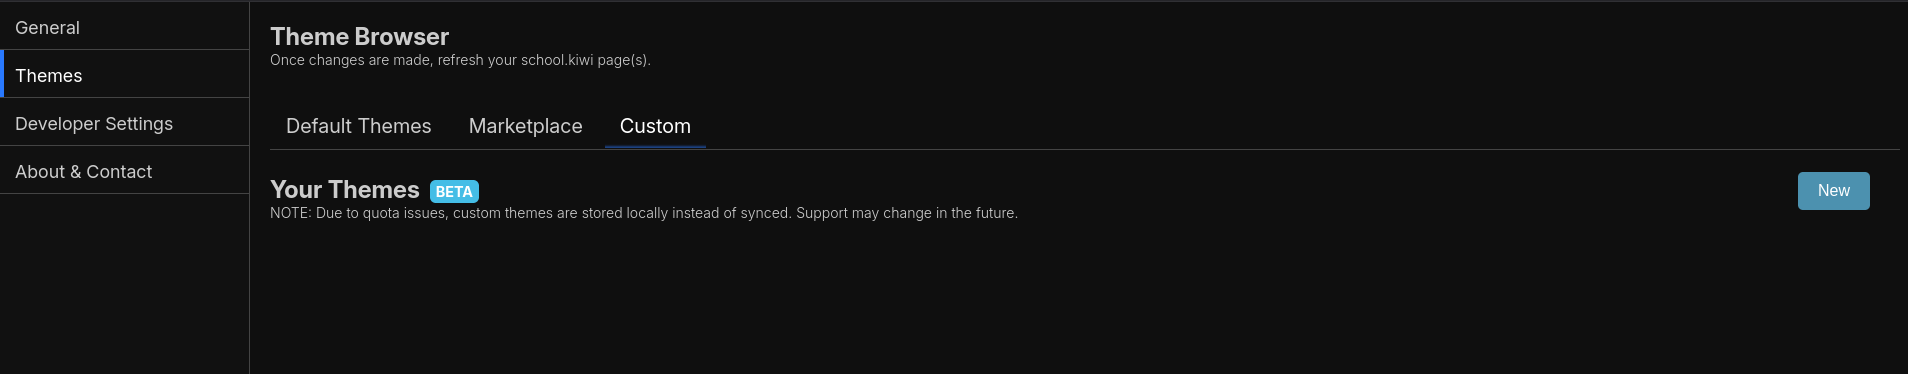 General
Themes
Developer Settings
About & Contact
Theme Browser
Once changes are made, refresh your school.kiwi page(s).
Default Themes Marketplace Custom
Your Themes BETA
NOTE: Due to quota issues, custom themes are stored locally instead of synced. Support may change in the future.
New